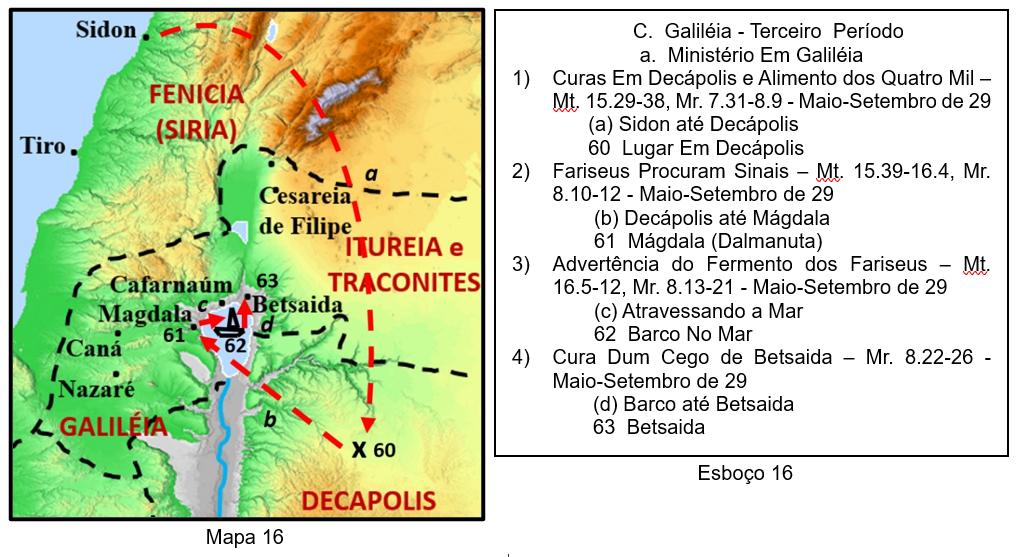 Sidon
FENICIA
(SIRIA)
Tiro
a
Cesareia
de Filipe
ITUREIA e
TRACONITES
63
Cafarnaúm
c
Betsaida
Magdala
61
62
d
Caná
Nazaré
GALILÉIA
b
X 60
DECAPOLIS
Mapa 16
C. Galiléia - Terceiro Período
a. Ministério Em Galiléia
1) Curas Em Decápolis e Alimento dos Quatro Mil –
Mt. 15.29-38, Mr. 7.31-8.9 - Maio-Setembro de 29
(a) Sidon até Decápolis
60 Lugar Em Decápolis
2) Fariseus Procuram Sinais – Mt. 15.39-16.4, Mr.
8.10-12 - Maio-Setembro de 29
(b) Decápolis até Mágdala
61 Mágdala (Dalmanuta)
3) Advertência do Fermento dos Fariseus – Mt.
16.5-12, Mr. 8.13-21 - Maio-Setembro de 29
(c) Atravessando a Mar
62 Barco No Mar
4) Cura Dum Cego de Betsaida – Mr. 8.22-26 -
Maio-Setembro de 29
(d) Barco até Betsaida
63 Betsaida
Esboço 16